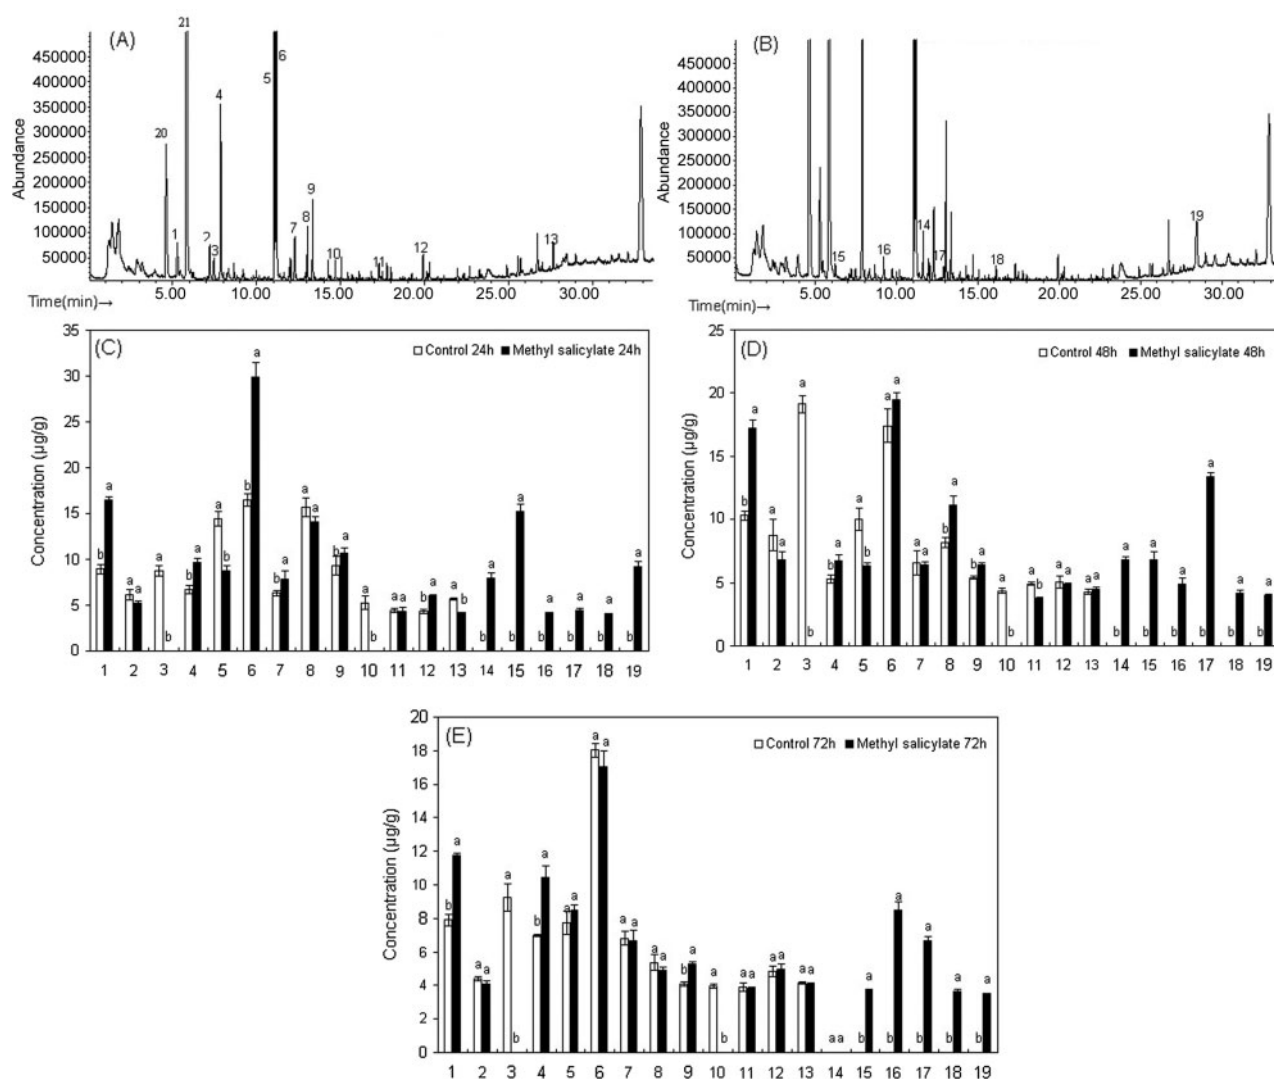 (A)
21
6
5
4
20
9
8
7
1
2
3
10
11
12
13
450000
400000
350000
300000
250000
200000
150000
100000
50000
Abundance
5.00 10.00 15.00 20.00 25.00 30.00
Time(min)→
(B)
14
15
16
17
18
19
450000
400000
350000
300000
250000
200000
150000
100000
50000
Abundance
5.00 10.00 15.00 20.00 25.00 30.00
Time(min)→
(C)
Control 24h Methyl salicylate 24h
Concentration (µg/g)
35
30
25
20
15
10
5
0
b a a a a b b a a b b a b a a a b a a b a a b a a b b a b a b a b a b a b a
1 2 3 4 5 6 7 8 9 10 11 12 13 14 15 16 17 18 19
(D)
Control 48h Methyl salicylate 48h
Concentration (µg/g)
25
20
15
10
5
0
b a a a a b b a a b a a a a b a b a a b a b a a a a b a b a b a b a b a b a
1 2 3 4 5 6 7 8 9 10 11 12 13 14 15 16 17 18 19
(E)
Control 72h Methyl salicylate 72h
Concentration (µg/g)
20
18
16
14
12
10
8
6
4
2
0
b a a a a b b a a a a a a a a a b a a b a a a a a a a a b a b a b a b a b a
1 2 3 4 5 6 7 8 9 10 11 12 13 14 15 16 17 18 19